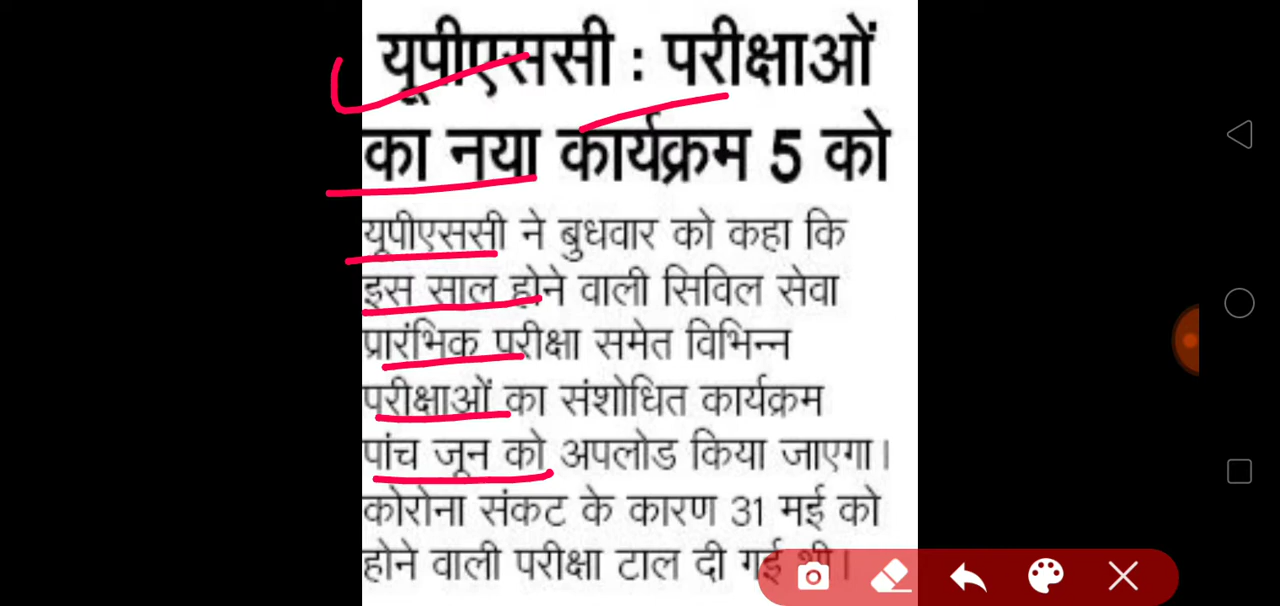 यूपीएससी : परीक्षाओं
का नया कार्यक्रम 5 को
यूपीएससी ने बुधवार को कहा कि
इस साल होने वाली सिविल सेवा
प्रारंभिक परीक्षा समेत विभिन्न
परीक्षाओं का संशोधित कार्यक्रम
पांच जून को अपलोड किया जाएगा।
कोरोना संकट के कारण 31 मई को
होने वाली परीक्षा टाल दी गई थी।